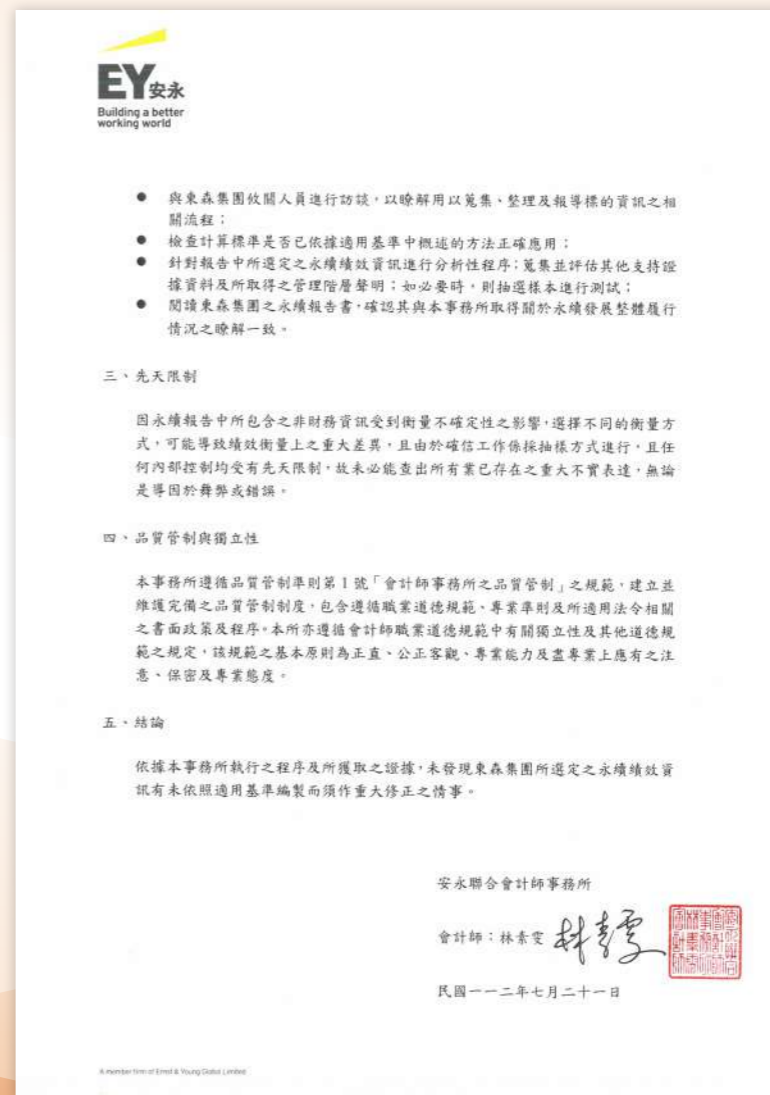 EY安永
Building a better
working world
● 與東森集團攸關人員進行訪談，以瞭解用以蒐集、整理及報導標的資訊之相
關流程；
● 檢查計算標準是否已依據適用基準中概述的方法正確應用；
● 針對報告中所選定之永續績效資訊進行分析性程序；蒐集並評估其他支持證
據資料及所取得之管理階層聲明；如必要時，則抽選樣本進行測試；
● 閱讀東森集團之永續報告書，確認其與本事務所取得關於永續發展整體履行
情況之瞭解一致。
三、先天限制
因永續報告中所包含之非財務資訊受到衡量不確定性之影響，選擇不同的衡量方
式，可能導致績效衡量上之重大差異，且由於確信工作係採抽樣方式進行，且任
何內部控制均受有先天限制，故未必能查出所有業已存在之重大不實表達，無論
是導因於舞弊或錯誤。
四、品質管制與獨立性
本事務所遵循品質管制準則第1號「會計師事務所之品質管制」之規範，建立並
維護完備之品質管制制度，包含遵循職業道德規範、專業準則及所適用法令相關
之書面政策及程序。本所亦遵循會計師職業道德規範中有關獨立性及其他道德規
範之規定，該規範之基本原則為正直、公正客觀、專業能力及盡專業上應有之注
意、保密及專業態度。
五、結論
依據本事務所執行之程序及所獲取之證據，未發現東森集團所選定之永續績效資
訊有未依照適用基準編製而須作重大修正之情事。
安永聯合會計師事務所
會計師：林素雯 林素雯
民國一一二年七月二十一日
A member firm of Ernst & Young Global Limited